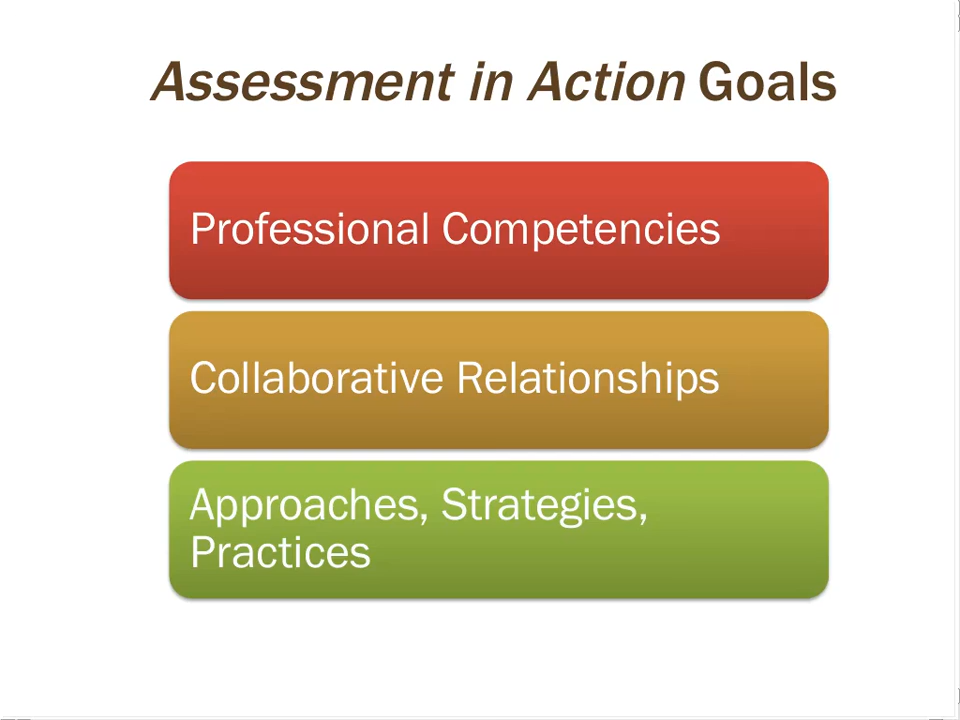 Assessment in Action Goals
Professional Competencies
Collaborative Relationships
Approaches, Strategies,
Practices